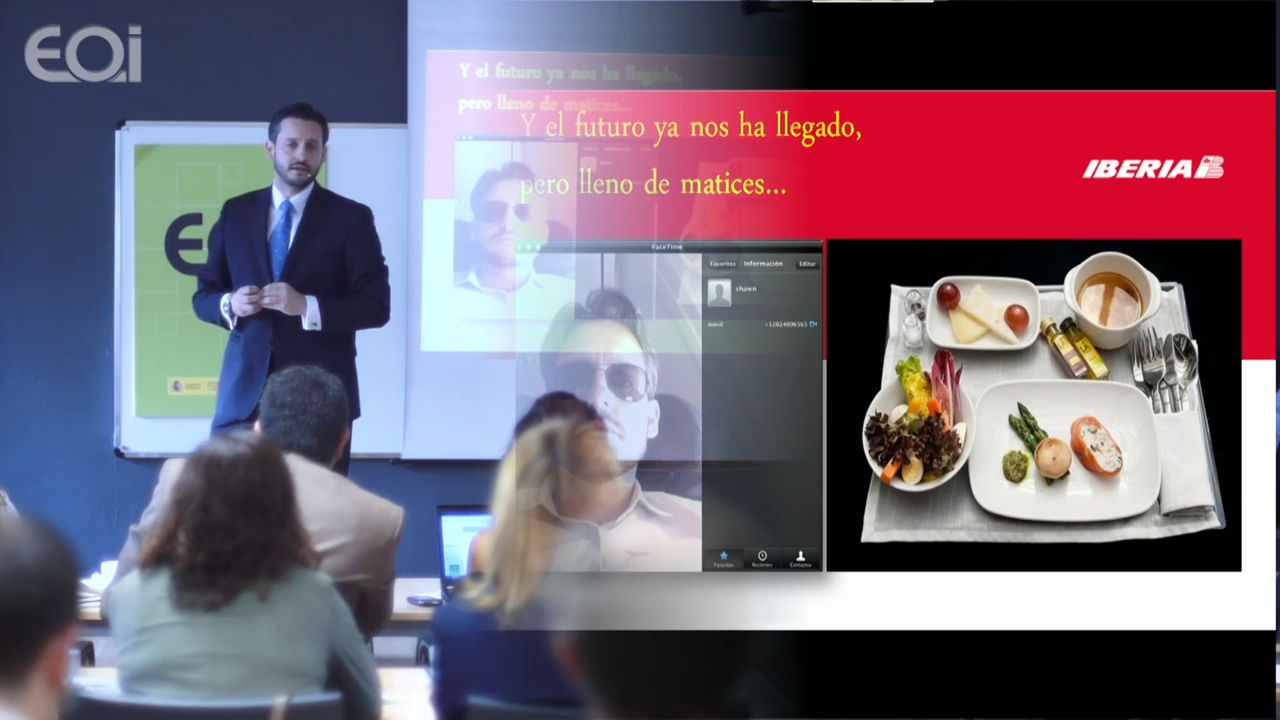 EOi
Y el futuro ya nos ha llegado,
pero lleno de matices...
Y el futuro ya nos ha llegado,
pero lleno de matices...
IBERIA
FaceTime
Favoritos Información Editar
shawn
móvil +12024096565
Favoritos Recientes Contactos